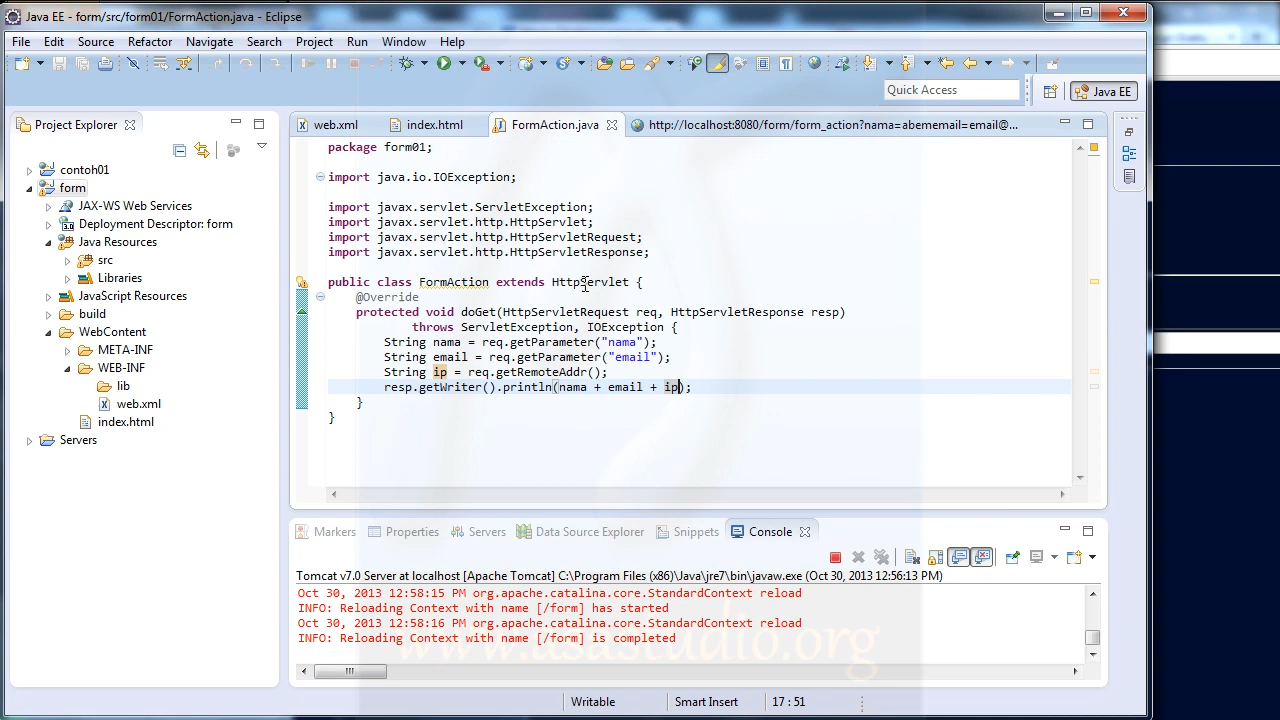 Java EE - form/src/form01/FormAction.java - Eclipse
File Edit Source Refactor Navigate Search Project Run Window Help
Quick Access
Java EE
Project Explorer
contoh01
form
JAX-WS Web Services
Deployment Descriptor: form
Java Resources
src
Libraries
JavaScript Resources
build
WebContent
META-INF
WEB-INF
lib
web.xml
index.html
Servers
web.xml index.html FormAction.java http://localhost:8080/form/form_action?nama=abememail=email@...
package form01;
import java.io.IOException;
import javax.servlet.ServletException;
import javax.servlet.http.HttpServlet;
import javax.servlet.http.HttpServletRequest;
import javax.servlet.http.HttpServletResponse;
public class FormAction extends HttpServlet {
@Override
protected void doGet(HttpServletRequest req, HttpServletResponse resp)
throws ServletException, IOException {
String nama = req.getParameter("nama");
String email = req.getParameter("email");
String ip = req.getRemoteAddr();
resp.getWriter().println(nama + email + ip);
}
}
Markers Properties Servers Data Source Explorer Snippets Console
Tomcat v7.0 Server at localhost [Apache Tomcat] C:\Program Files (x86)\Java\jre7\bin\javaw.exe (Oct 30, 2013 12:56:13 PM)
Oct 30, 2013 12:58:15 PM org.apache.catalina.core.StandardContext reload
INFO: Reloading Context with name [/form] has started
Oct 30, 2013 12:58:16 PM org.apache.catalina.core.StandardContext reload
INFO: Reloading Context with name [/form] is completed
Writable Smart Insert 17 : 51